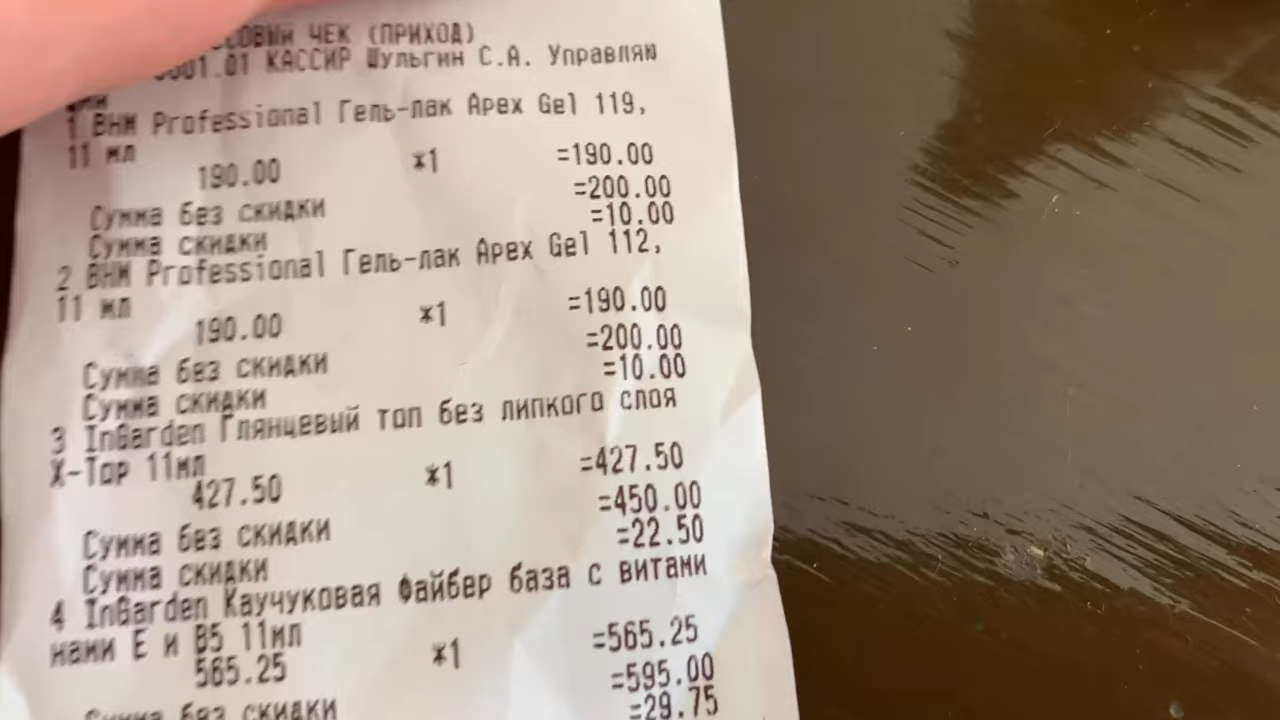 ЧЕК (ПРИХОД)
КАССИР Шульгин С.А. Управляю
1 ВНМ Professional Гель-лак Apex Gel 119,
11 мл
190.00 *1 =190.00
Сумма без скидки =200.00
Сумма скидки =10.00
2 ВНМ Professional Гель-лак Apex Gel 112,
11 мл
190.00 *1 =190.00
Сумма без скидки =200.00
Сумма скидки =10.00
3 InGarden Глянцевый топ без липкого слоя
X-Top 11мл
427.50 *1 =427.50
Сумма без скидки =450.00
Сумма скидки =22.50
4 InGarden Каучуковая файбер база с витами
нами Е и В5 11мл
565.25 *1 =565.25
Сумма без скидки =595.00
=29.75